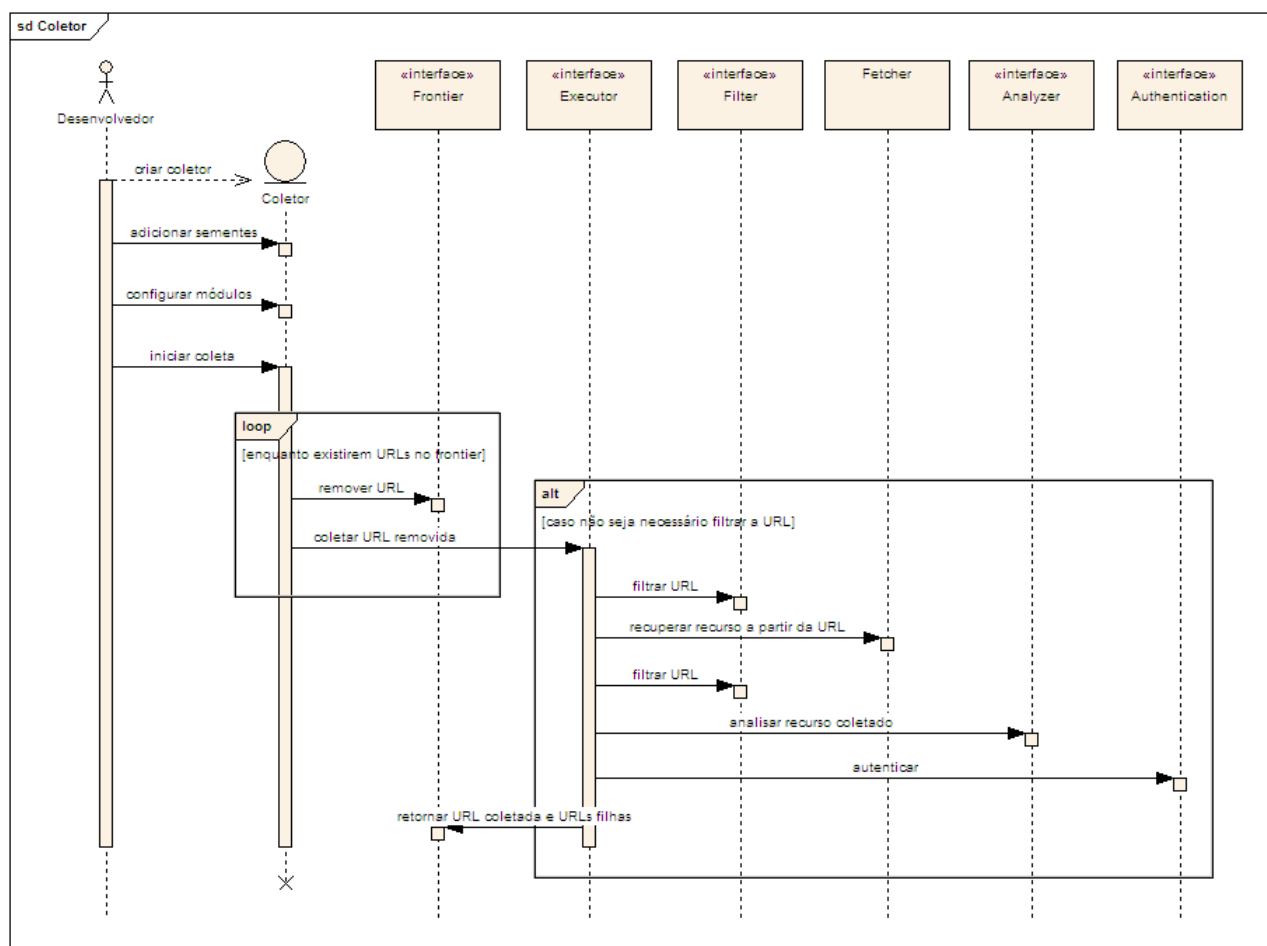 sd Coletor
Desenvolvedor
«interface»
Frontier
«interface»
Executor
«interface»
Filter
Fetcher
«interface»
Analyzer
«interface»
Authentication
criar coletor
Coletor
adicionar sementes
configurar módulos
iniciar coleta
loop
[enquanto existirem URLs no frontier]
remover URL
alt
[caso não seja necessário filtrar a URL]
coletar URL removida
filtrar URL
recuperar recurso a partir da URL
filtrar URL
analisar recurso coletado
autenticar
retornar URL coletada e URLs filhas